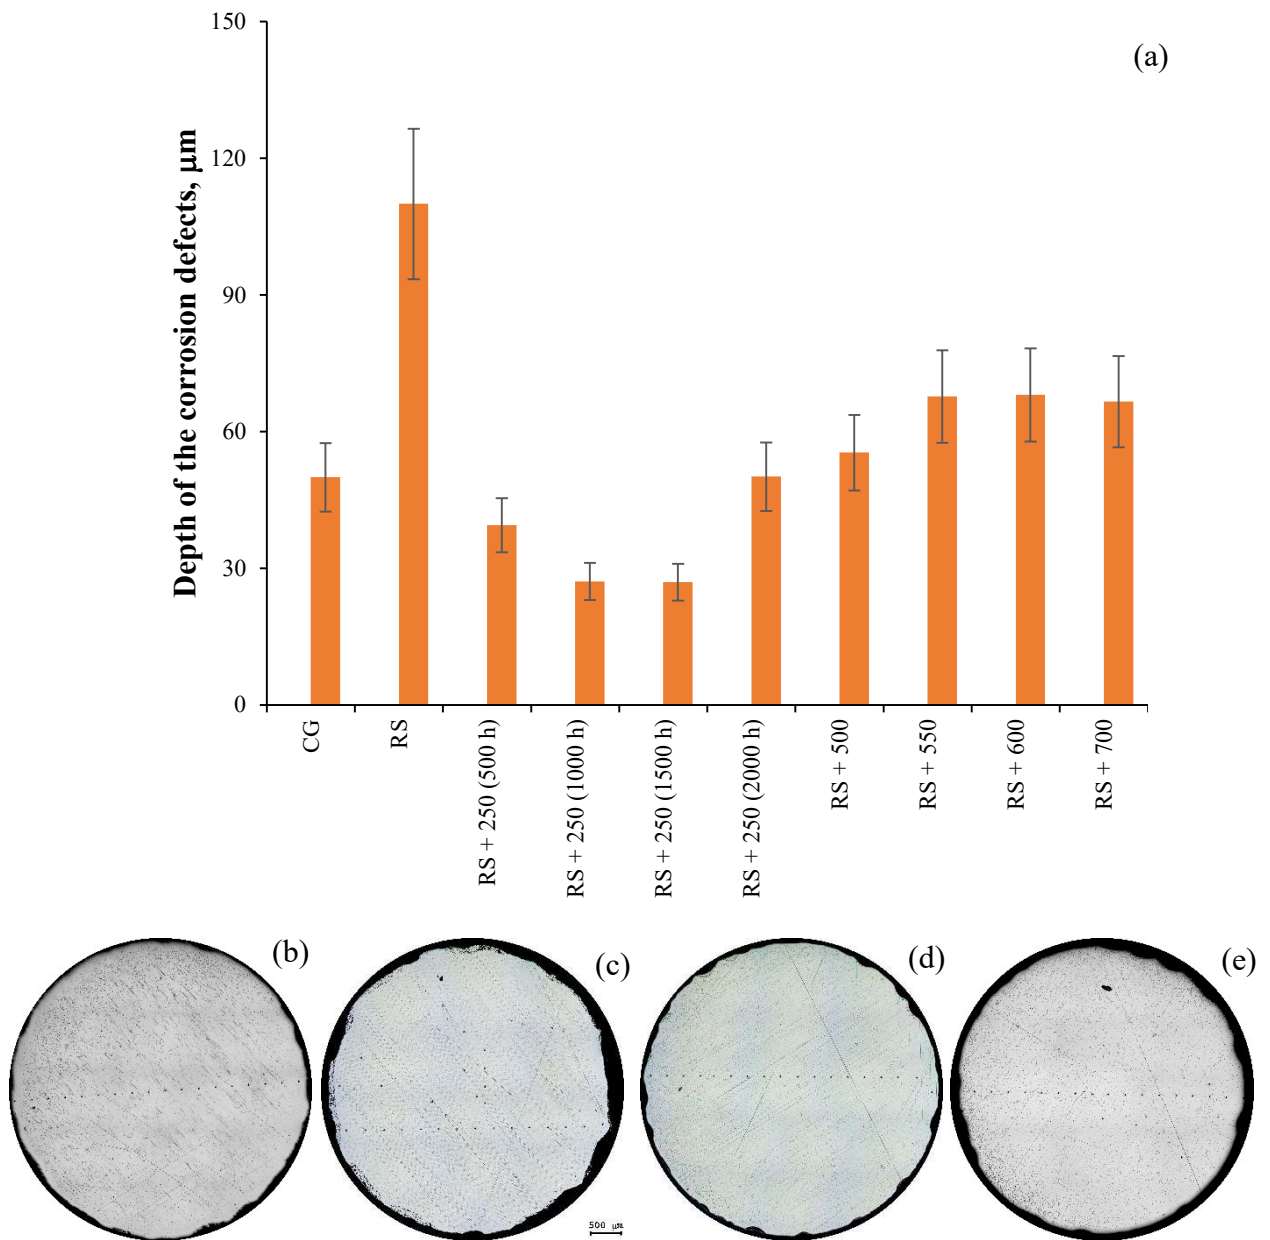 150
(a)
120
90
60
30
0
Depth of the corrosion defects, μm
CG
RS
RS + 250 (500 h)
RS + 250 (1000 h)
RS + 250 (1500 h)
RS + 250 (2000 h)
RS + 500
RS + 550
RS + 600
RS + 700
(b)
(c)
(d)
(e)
500 μm